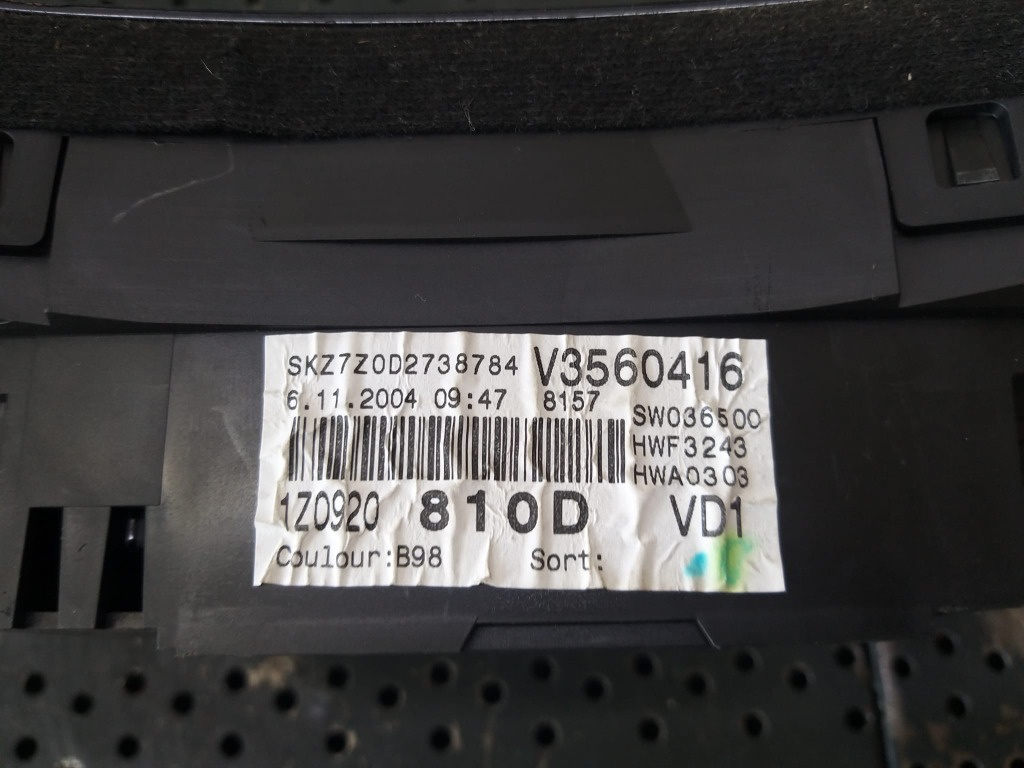 SKZ7Z0D2738784 V3560416
6.11.2004 09:47 8157
SW036500
HWF3243
HWA0303
1Z0920 810D VD1
Coulour:B98 Sort: